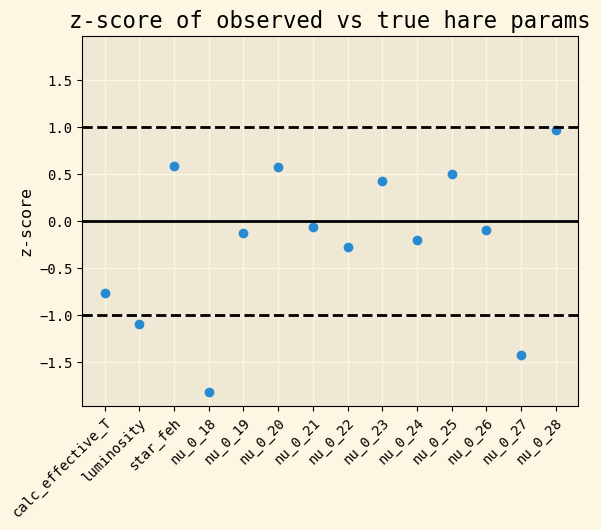 z-score of observed vs true hare params
z-score
1.5
1.0
0.5
0.0
−0.5
−1.0
−1.5
calc_effective_T
luminosity
star_feh
nu_0_18
nu_0_19
nu_0_20
nu_0_21
nu_0_22
nu_0_23
nu_0_24
nu_0_25
nu_0_26
nu_0_27
nu_0_28